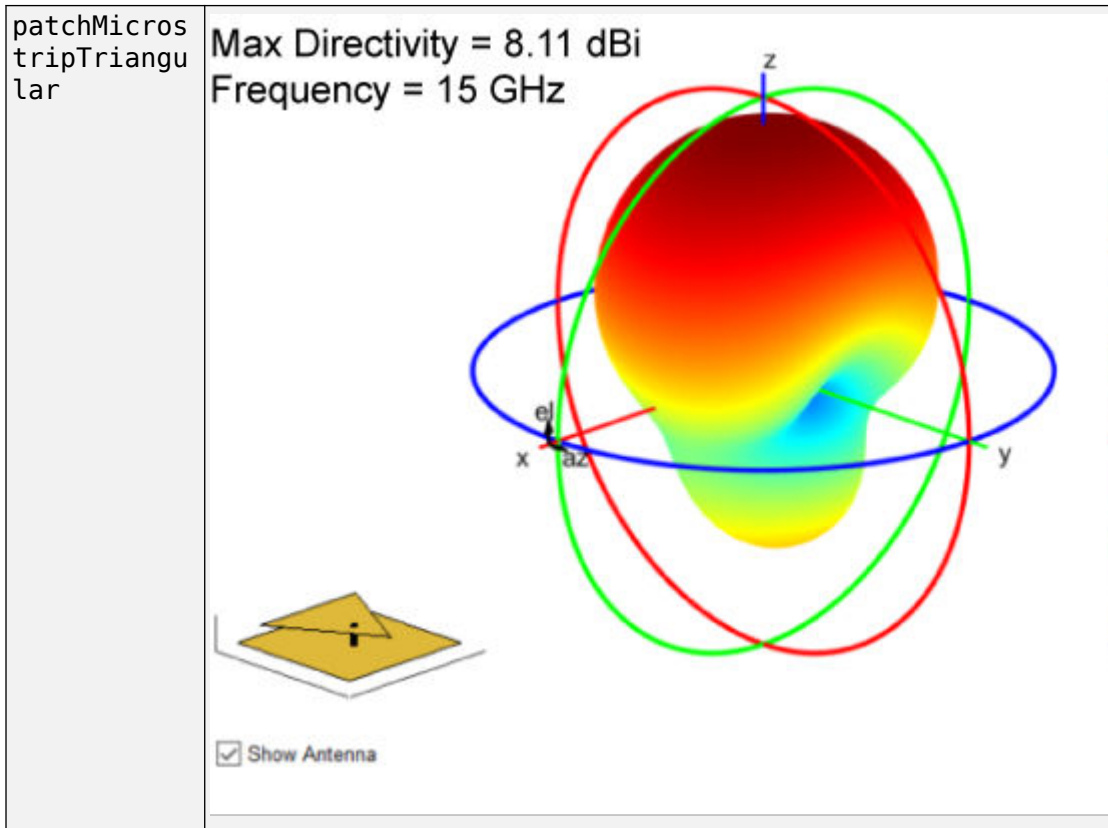 patchMicros
tripTriangu
lar
Max Directivity = 8.11 dBi
Frequency = 15 GHz
z
el
x
az
y
Show Antenna